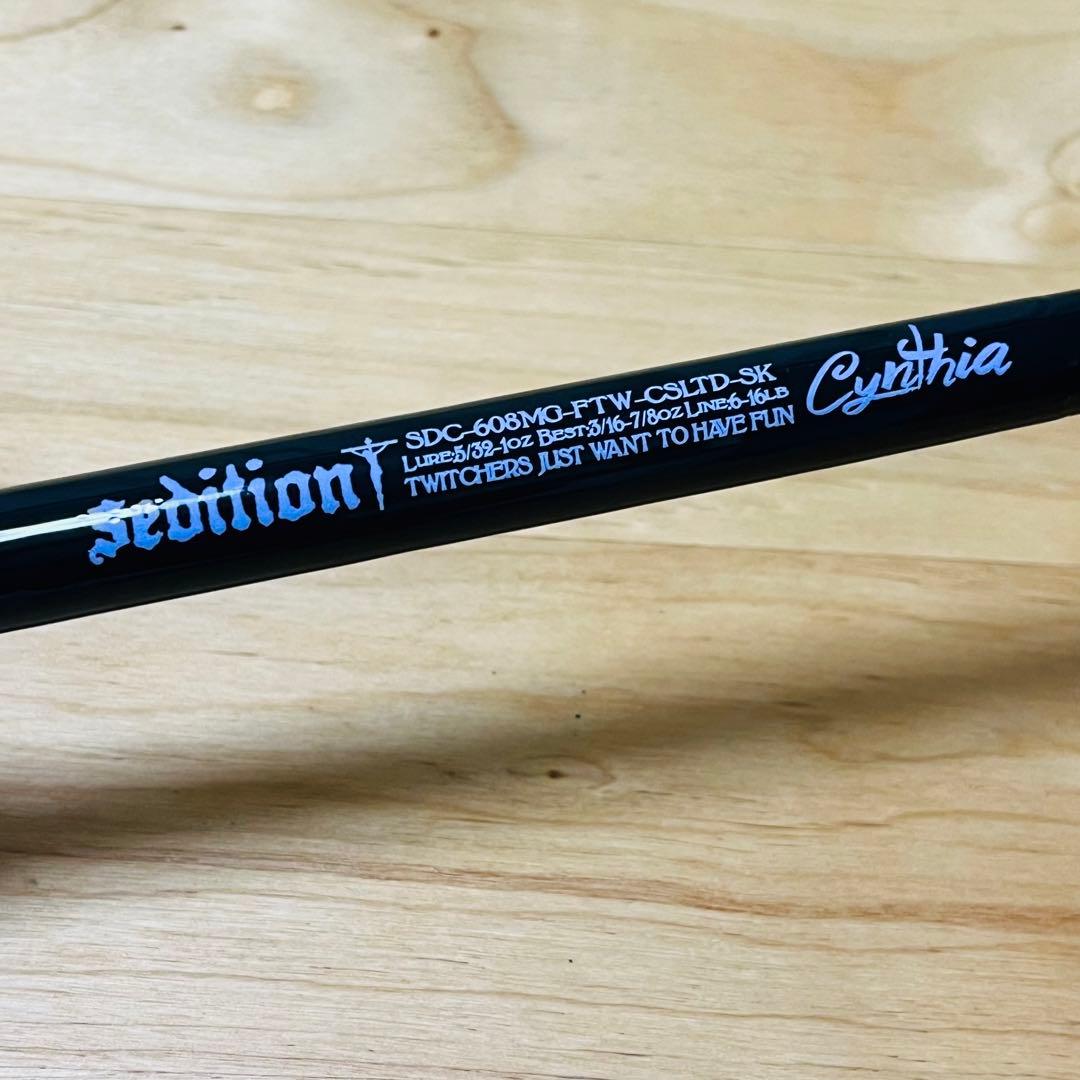 sedition
SDC-608MG-FTW-CSLTD-SK
LURE:5/32-1OZ BEST:3/16-7/8OZ LINE:6-16LB
TWITCHERS JUST WANT TO HAVE FUN
Cynthia